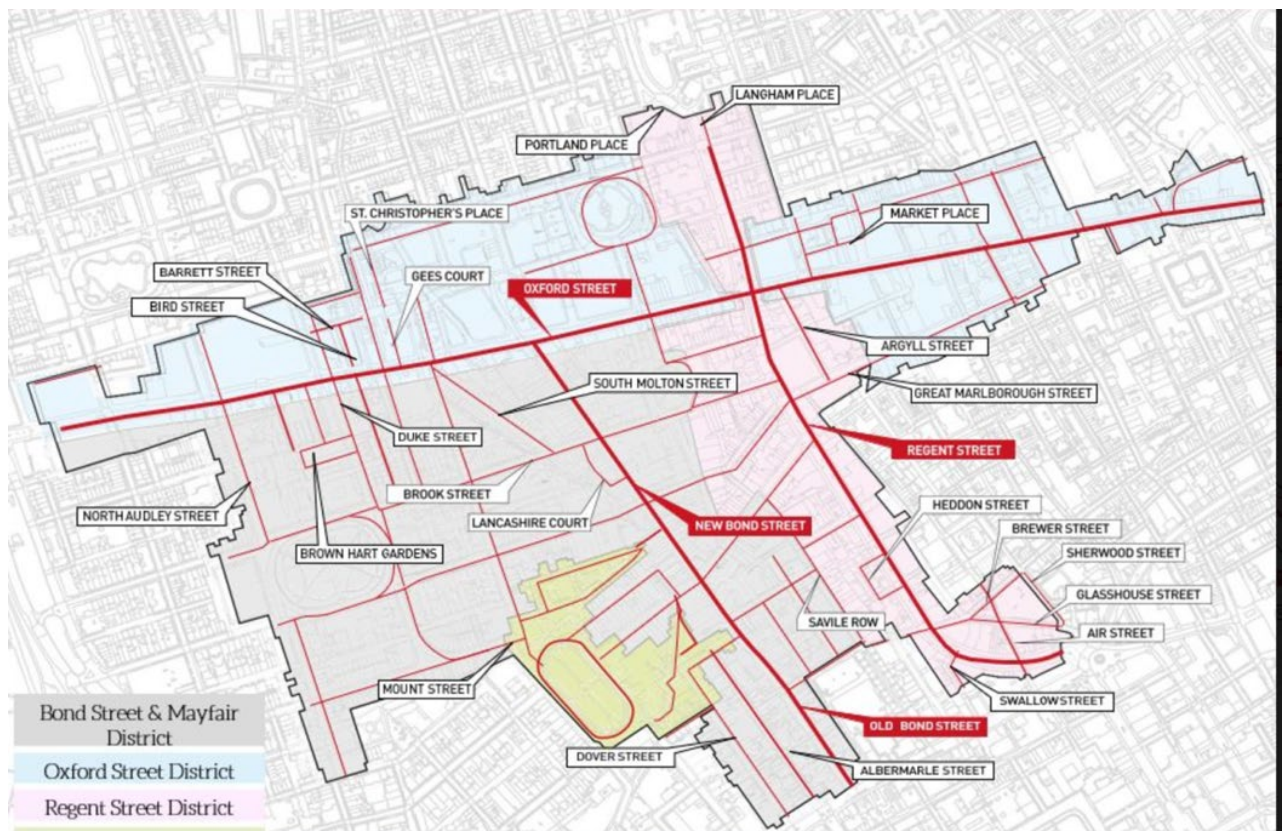 LANGHAM PLACE
PORTLAND PLACE
ST. CHRISTOPHER'S PLACE
MARKET PLACE
BARRETT STREET
GEES COURT
BIRD STREET
OXFORD STREET
ARGYLL STREET
SOUTH MOLTON STREET
GREAT MARLBOROUGH STREET
DUKE STREET
REGENT STREET
BROOK STREET
HEDDON STREET
NORTH AUDLEY STREET
LANCASHIRE COURT
NEW BOND STREET
BREWER STREET
BROWN HART GARDENS
SHERWOOD STREET
GLASSHOUSE STREET
SAVILE ROW
AIR STREET
MOUNT STREET
SWALLOW STREET
OLD BOND STREET
DOVER STREET
ALBERMARLE STREET
Bond Street & Mayfair
District
Oxford Street District
Regent Street District